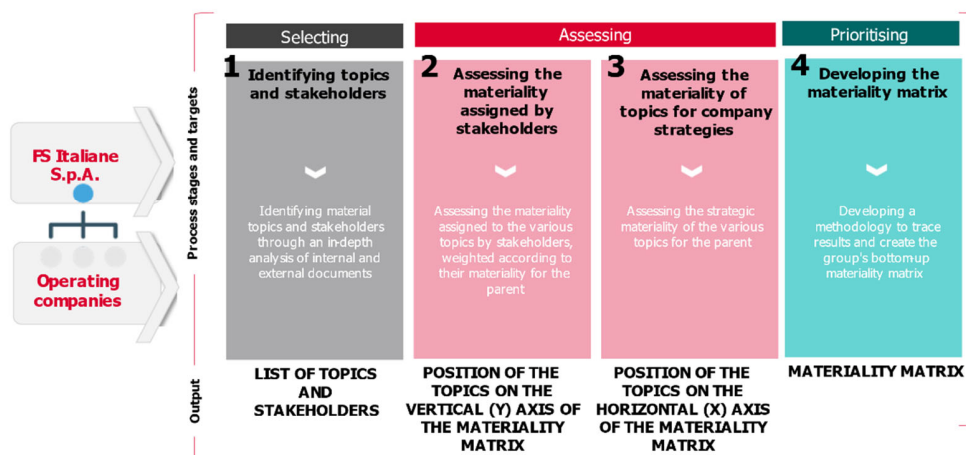 Selecting
Assessing
Prioritising
Process stages and targets
FS Italiane
S.p.A.
Operating
companies
1
Identifying topics
and stakeholders
Identifying material
topics and stakeholders
through an in-depth
analysis of internal and
external documents
2
Assessing the
materiality
assigned by
stakeholders
Assessing the materiality
assigned to the various
topics by stakeholders,
weighted according to
their materiality for the
parent
3
Assessing the
materiality of
topics for company
strategies
Assessing the strategic
materiality of the various
topics for the parent
4
Developing the
materiality matrix
Developing a
methodology to trace
results and create the
group's bottom-up
materiality matrix
Output
LIST OF TOPICS
AND
STAKEHOLDERS
POSITION OF THE
TOPICS ON THE
VERTICAL (Y) AXIS OF
THE MATERIALITY
MATRIX
POSITION OF THE
TOPICS ON THE
HORIZONTAL (X) AXIS
OF THE MATERIALITY
MATRIX
MATERIALITY MATRIX